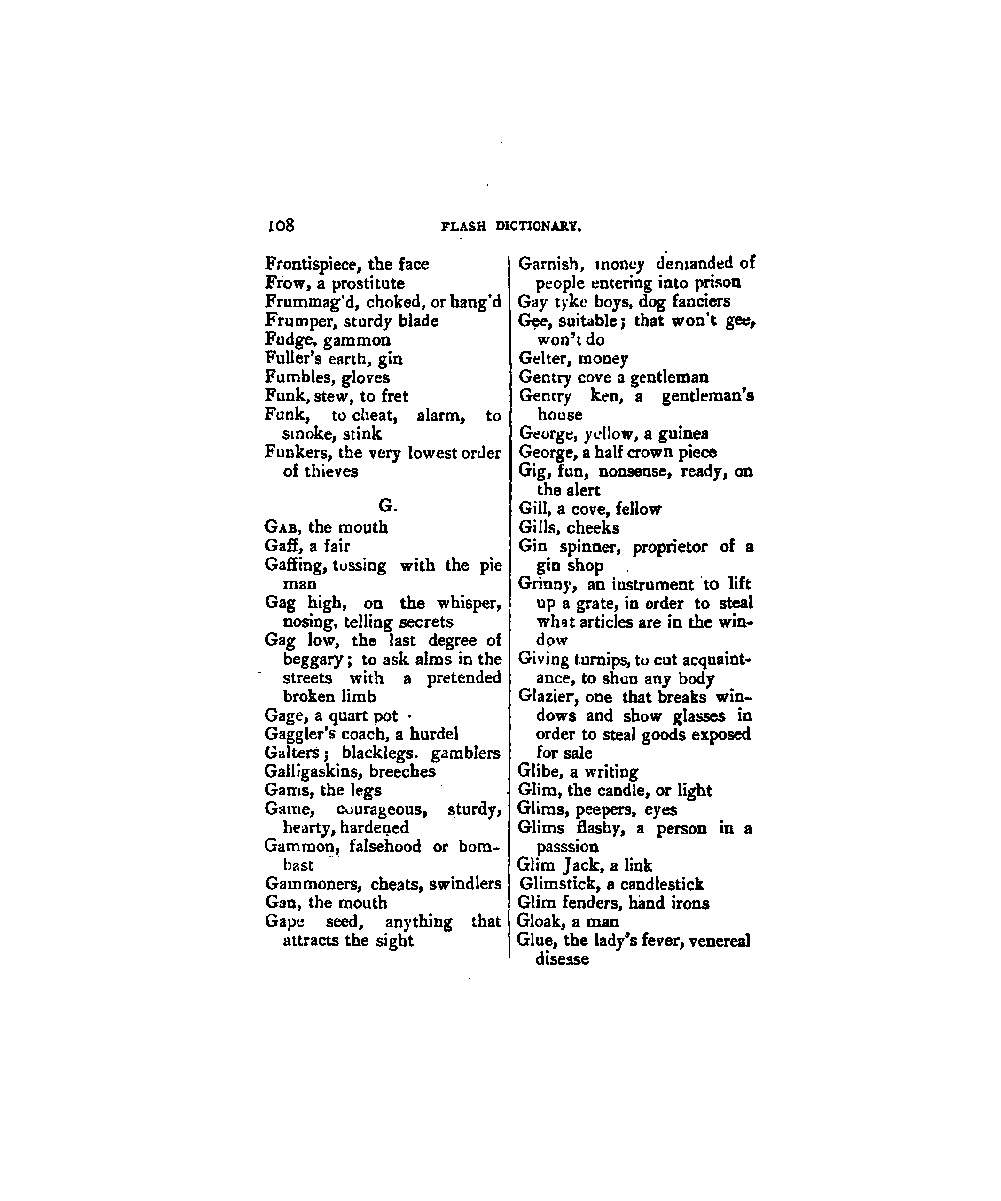 108
FLASH DICTIONARY.
Frontispiece, the face
Frow, a prostitute
Frummag'd, choked, or hang'd
Frumper, sturdy blade
Fudge, gammon
Fuller's earth, gin
Fumbles, gloves
Funk, stew, to fret
Funk, to cheat, alarm, to
smoke, stink
Funkers, the very lowest order
of thieves
G.
GAB, the mouth
Gaff, a fair
Gaffing, tossing with the pie
man
Gag high, on the whisper,
nosing, telling secrets
Gag low, the last degree of
beggary; to ask alms in the
streets with a pretended
broken limb
Gage, a quart pot
Gaggler's coach, a hurdel
Galters; blacklegs. gamblers
Galligaskins, breeches
Gams, the legs
Game, courageous, sturdy,
hearty, hardened
Gammon, falsehood or bom-
bast
Gammoners, cheats, swindlers
Gan, the mouth
Gape seed, anything that
attracts the sight
Garnish, money demanded of
people entering into prison
Gay tyke boys, dog fanciers
Gee, suitable; that won't gee,
won't do
Gelter, money
Gentry cove a gentleman
Gentry ken, a gentleman's
house
George, yellow, a guinea
George, a half crown piece
Gig, fun, nonsense, ready, on
the alert
Gill, a cove, fellow
Gills, cheeks
Gin spinner, proprietor of a
gin shop
Grinny, an instrument to lift
up a grate, in order to steal
what articles are in the win-
dow
Giving turnips, to cut acquaint-
ance, to shun any body
Glazier, one that breaks win-
dows and show glasses in
order to steal goods exposed
for sale
Glibe, a writing
Glim, the candle, or light
Glims, peepers, eyes
Glims flashy, a person in a
passsion
Glim Jack, a link
Glimstick, a candlestick
Glim fenders, hand irons
Gloak, a man
Glue, the lady's fever, venereal
disease